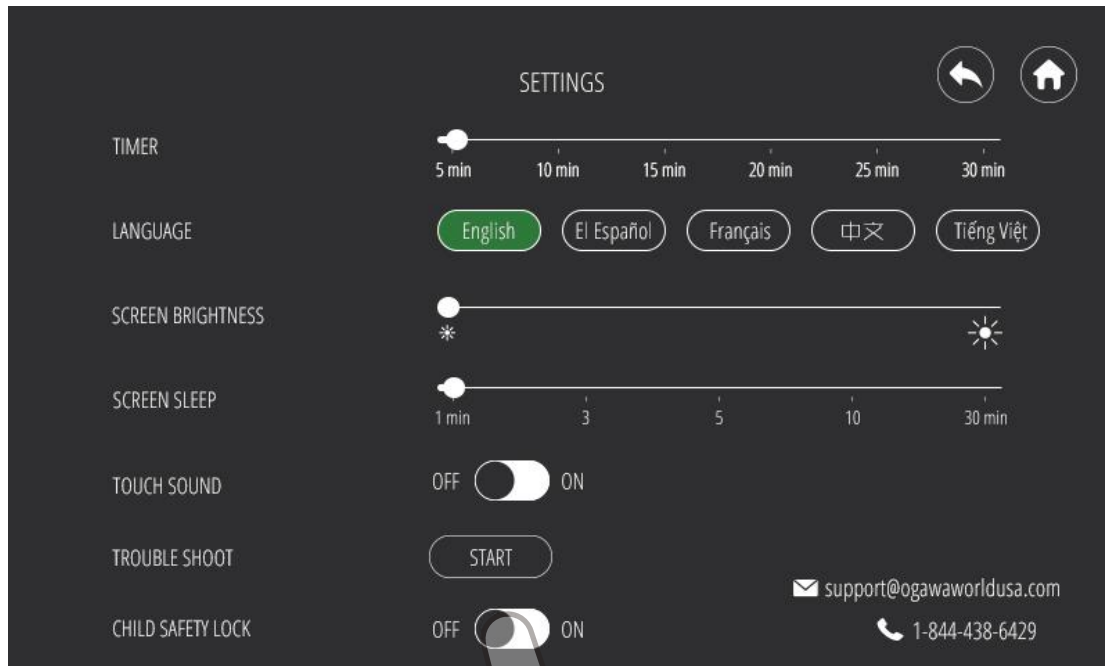 SETTINGS
TIMER
5 min 10 min 15 min 20 min 25 min 30 min
LANGUAGE English El Español Français 中文 Tiếng Việt
SCREEN BRIGHTNESS
SCREEN SLEEP
1 min 3 5 10 30 min
TOUCH SOUND OFF ON
TROUBLE SHOOT START
support@ogawaworldusa.com
CHILD SAFETY LOCK OFF ON 1-844-438-6429